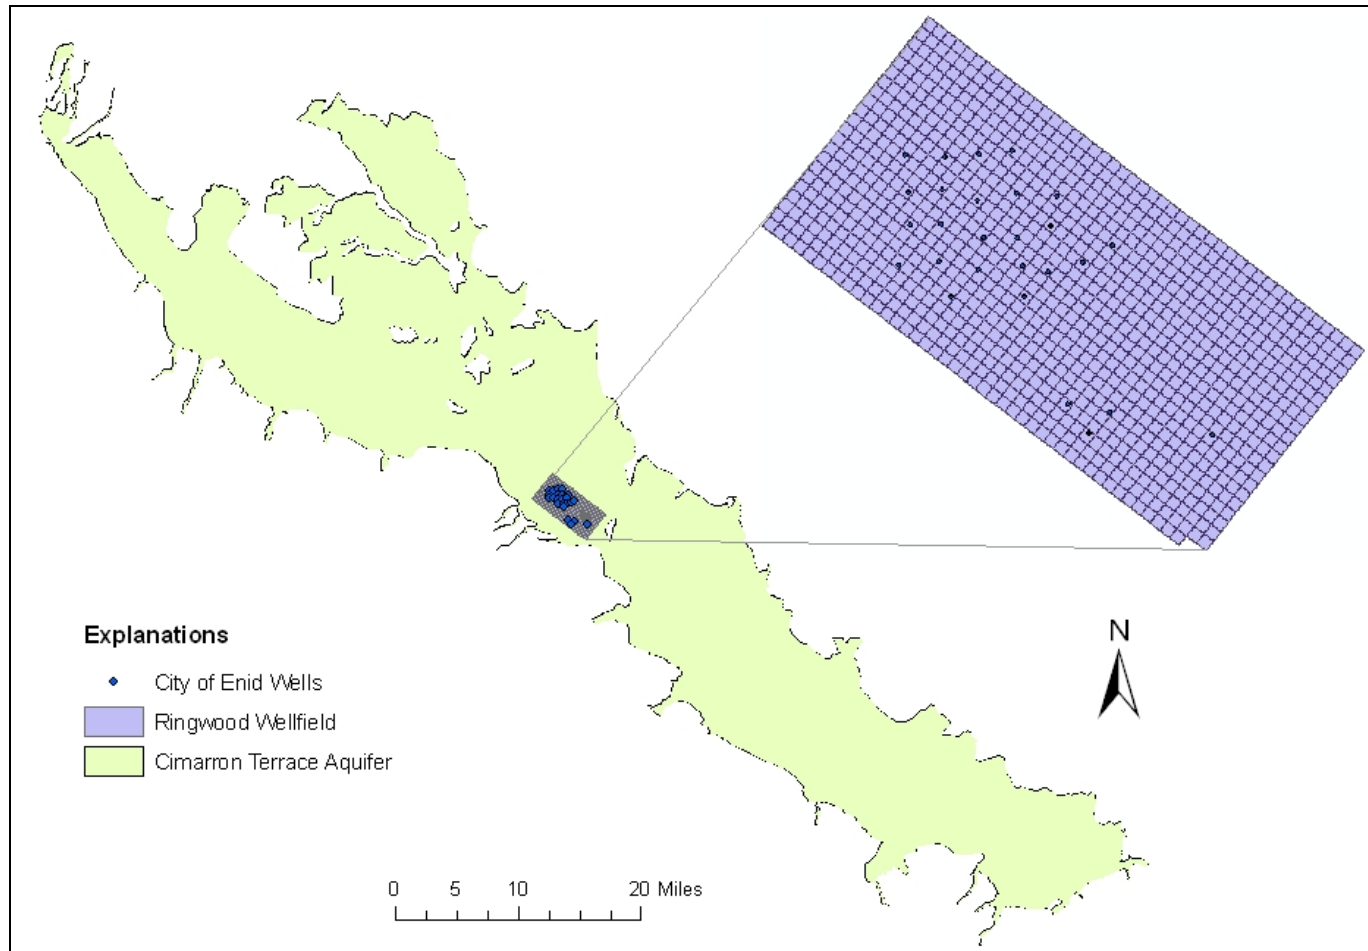 N
Explanations
City of Enid Wells
Ringwood Wellfield
Cimarron Terrace Aquifer
0 5 10 20 Miles